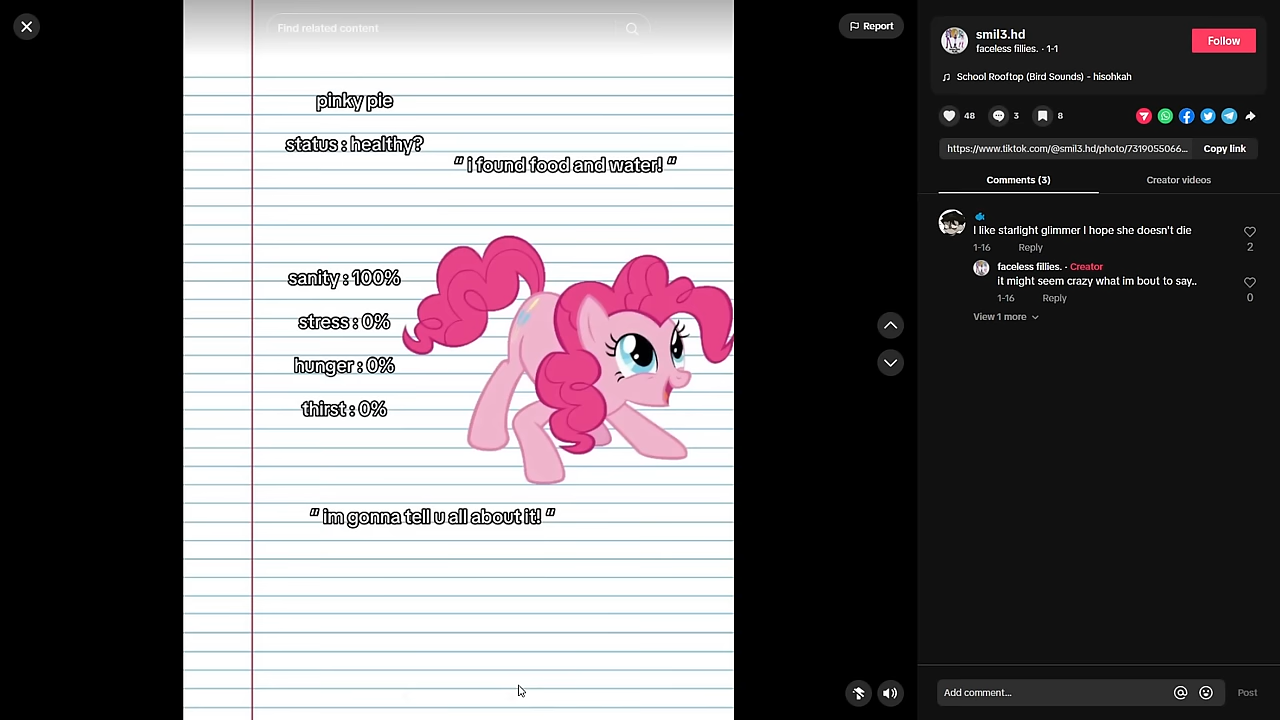 Find related content
Report
pinky pie
status : healthy?
" i found food and water! "
sanity : 100%
stress : 0%
hunger : 0%
thirst : 0%
" im gonna tell u all about it! "
smil3.hd
faceless fillies. · 1-1
Follow
School Rooftop (Bird Sounds) - hisohkah
48
3
8
https://www.tiktok.com/@smil3.hd/photo/7319055066...
Copy link
Comments (3)
Creator videos
I like starlight glimmer I hope she doesn't die
1-16
Reply
2
faceless fillies. · Creator
it might seem crazy what im bout to say..
1-16
Reply
0
View 1 more
Add comment...
Post